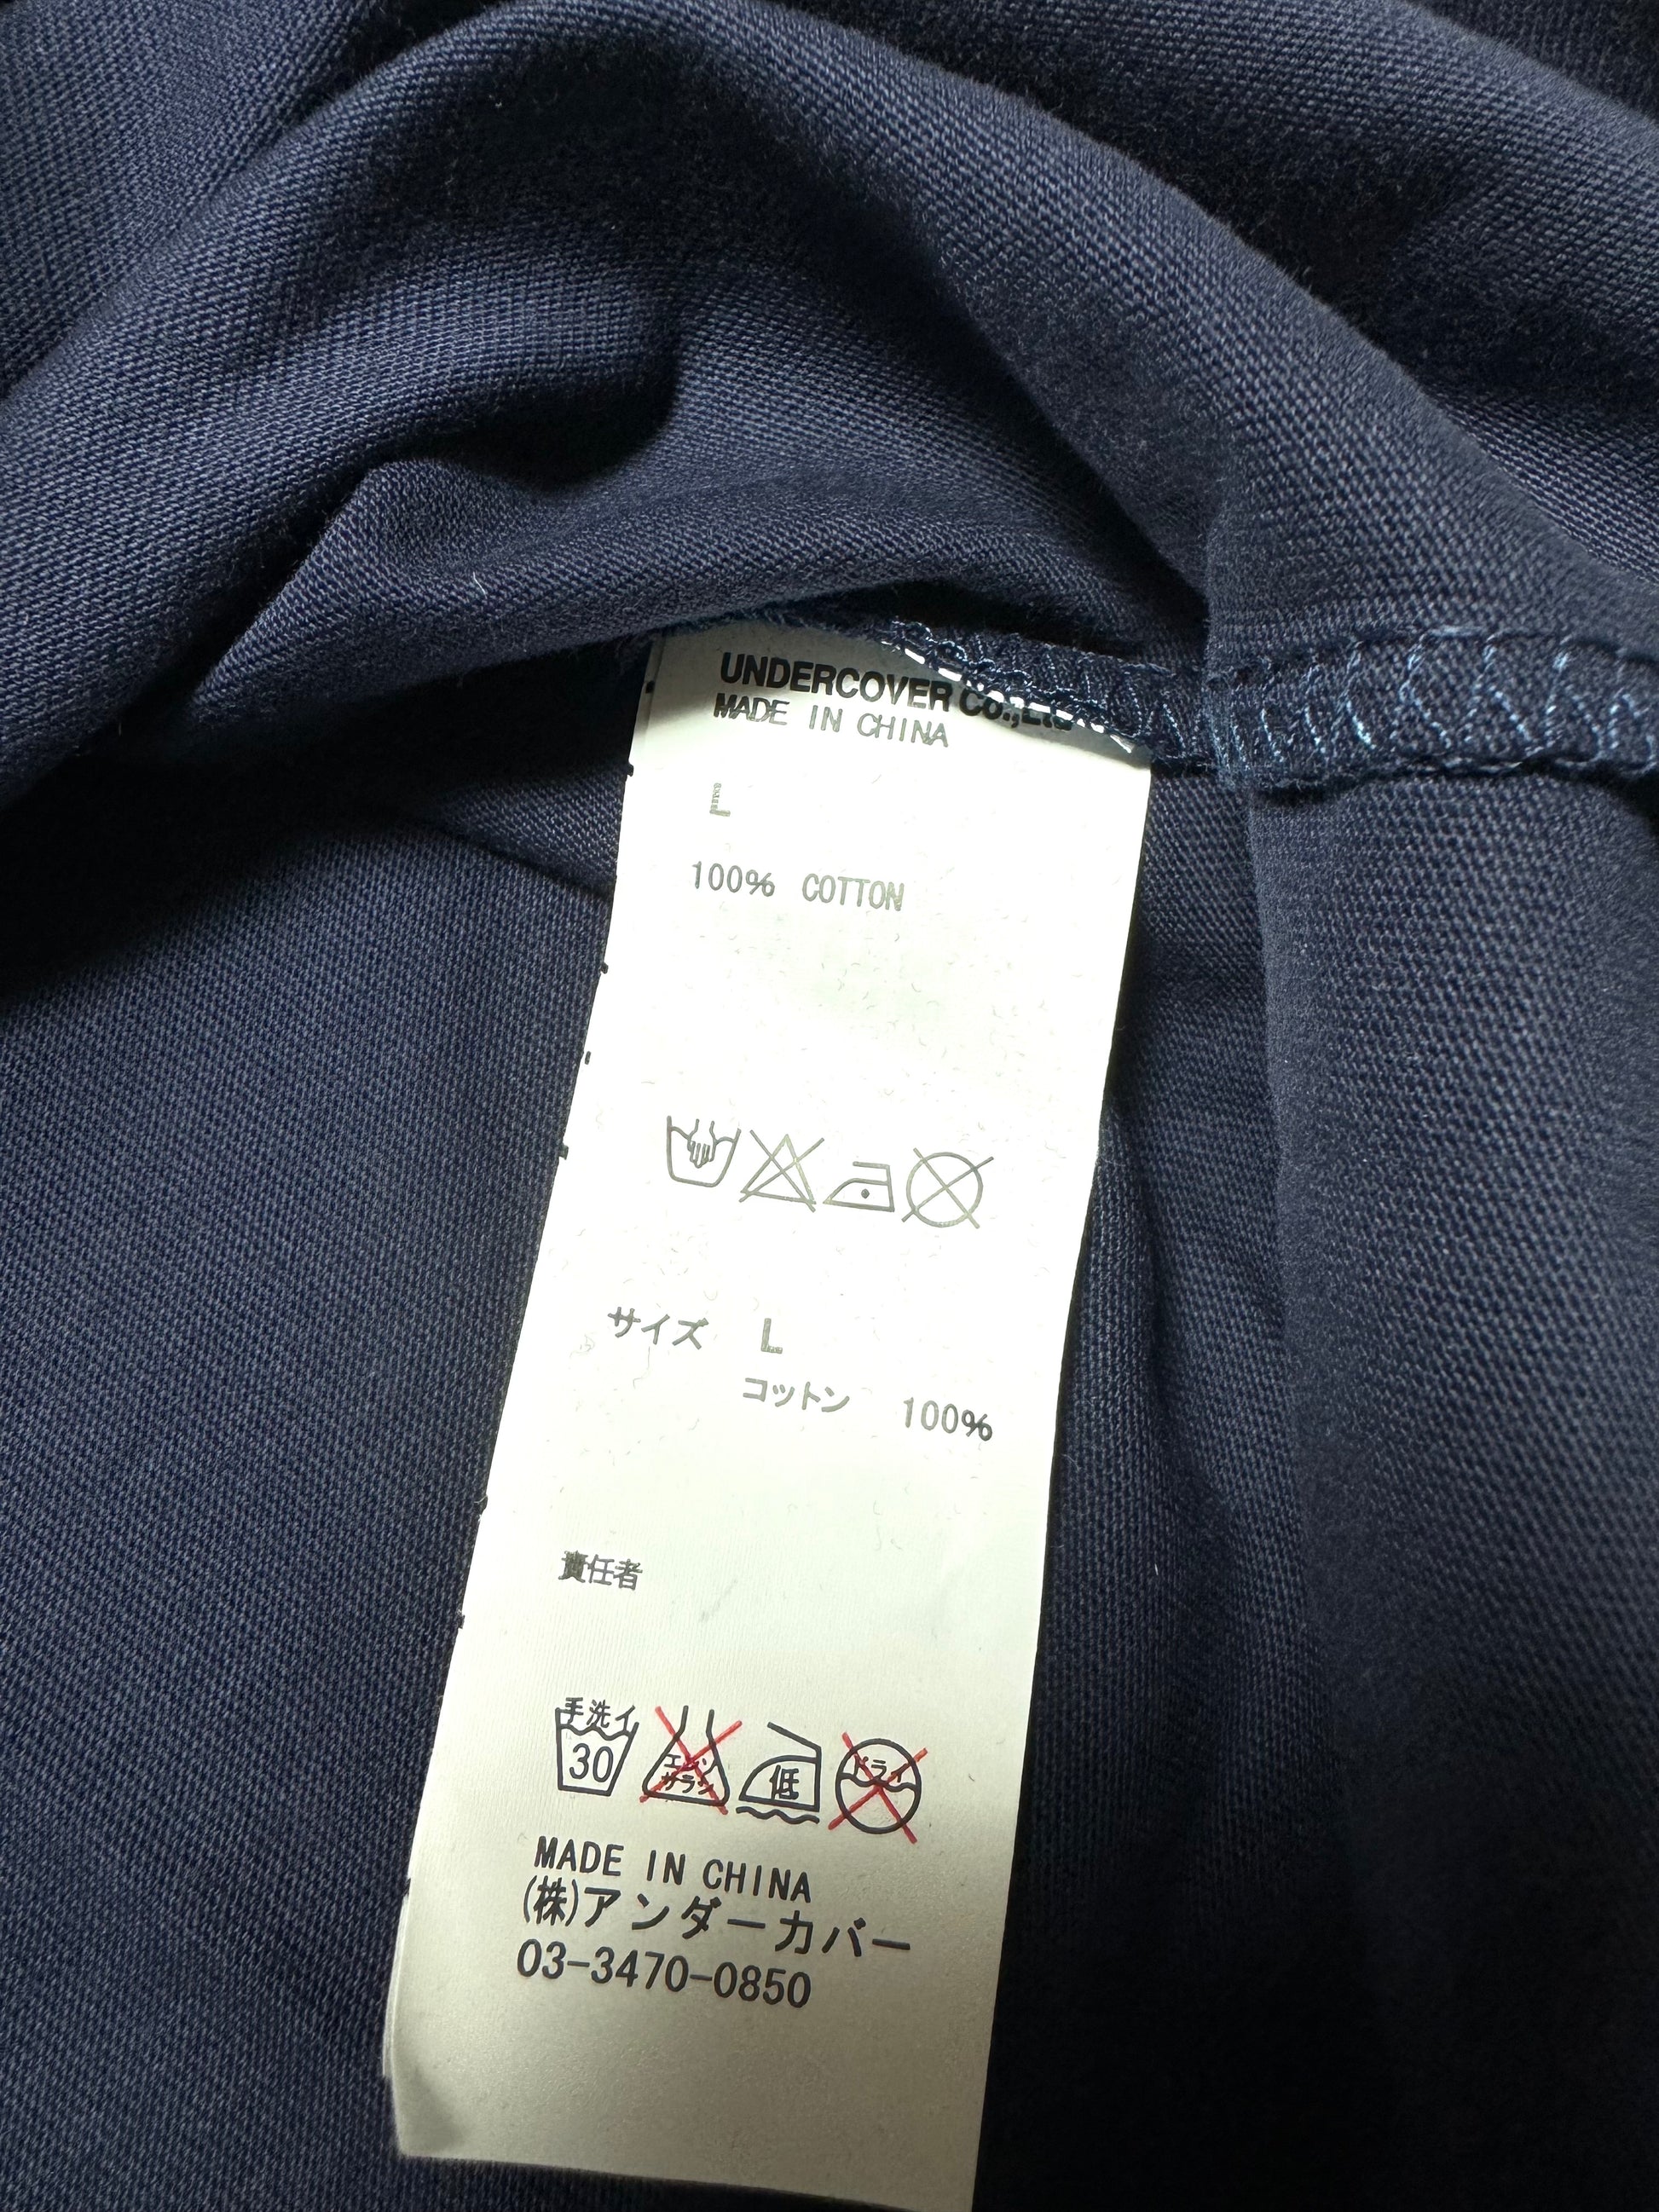 UNDERCOVER Co.,
MADE IN CHINA
L
100% COTTON
サイズ L
コットン 100%
責任者
手洗イ
30
エンソ
サラシ
低
ドライ
MADE IN CHINA
(株)アンダーカバー
03-3470-0850